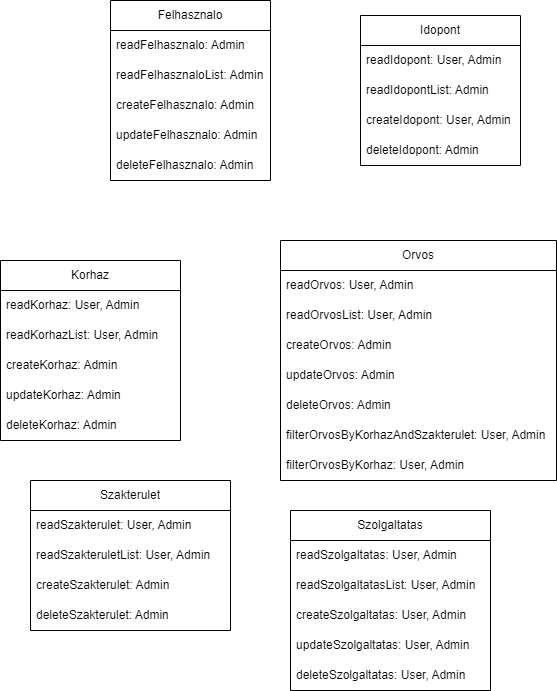 Felhasznalo
readFelhasznalo: Admin
readFelhasznaloList: Admin
createFelhasznalo: Admin
updateFelhasznalo: Admin
deleteFelhasznalo: Admin
Idopont
readIdopont: User, Admin
readIdopontList: Admin
createIdopont: User, Admin
deleteIdopont: Admin
Korhaz
readKorhaz: User, Admin
readKorhazList: User, Admin
createKorhaz: Admin
updateKorhaz: Admin
deleteKorhaz: Admin
Orvos
readOrvos: User, Admin
readOrvosList: User, Admin
createOrvos: Admin
updateOrvos: Admin
deleteOrvos: Admin
filterOrvosByKorhazAndSzakterulet: User, Admin
filterOrvosByKorhaz: User, Admin
Szakterulet
readSzakterulet: User, Admin
readSzakteruletList: User, Admin
createSzakterulet: Admin
deleteSzakterulet: Admin
Szolgaltatas
readSzolgaltatas: User, Admin
readSzolgaltatasList: User, Admin
createSzolgaltatas: User, Admin
updateSzolgaltatas: User, Admin
deleteSzolgaltatas: User, Admin